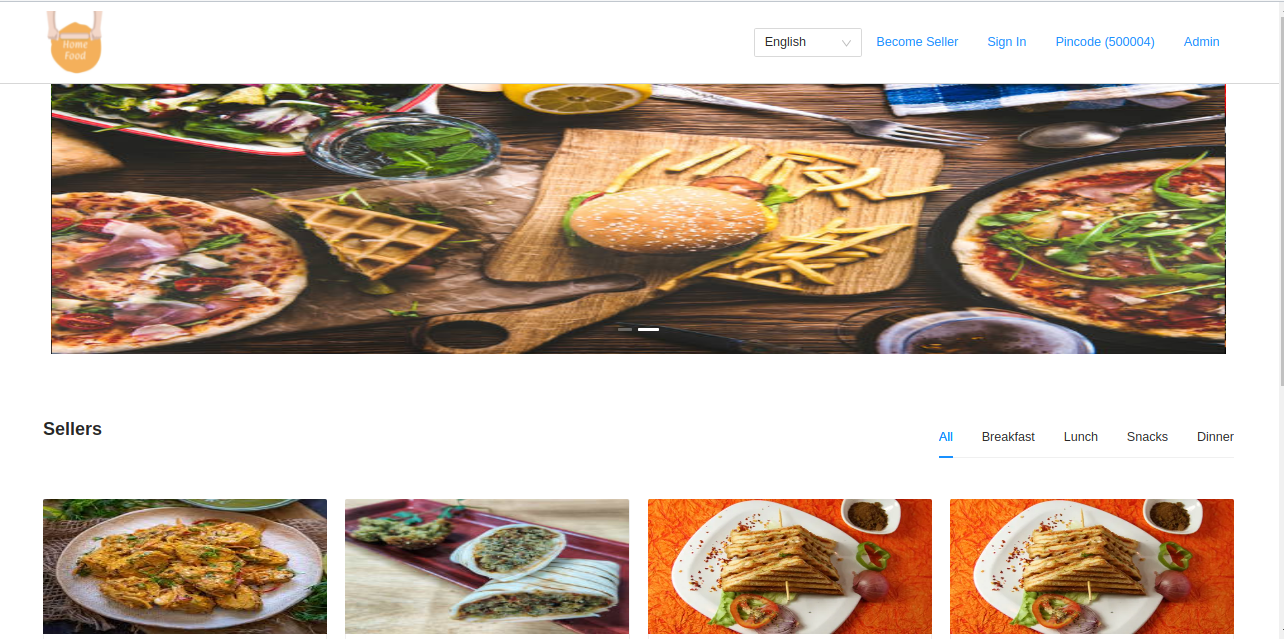 Home
Food
English
Become Seller
Sign In
Pincode (500004)
Admin
Sellers
All
Breakfast
Lunch
Snacks
Dinner